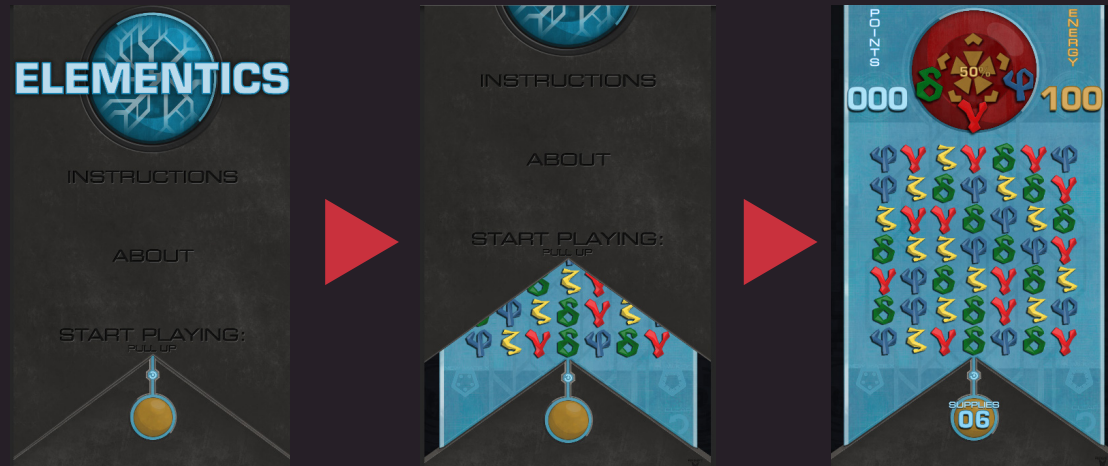 ELEMENTICS
INSTRUCTIONS
ABOUT
START PLAYING:
PULL UP
INSTRUCTIONS
ABOUT
START PLAYING:
PULL UP
POINTS
000
50%
ENERGY
100
SUPPLIES
06